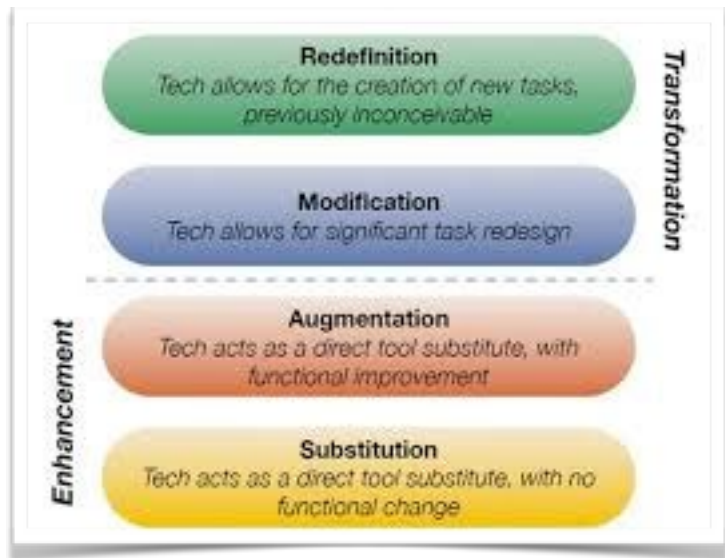 Redefinition
Tech allows for the creation of new tasks,
previously inconceivable
Transformation
Modification
Tech allows for significant task redesign
Augmentation
Tech acts as a direct tool substitute, with
functional improvement
Enhancement
Substitution
Tech acts as a direct tool substitute, with no
functional change